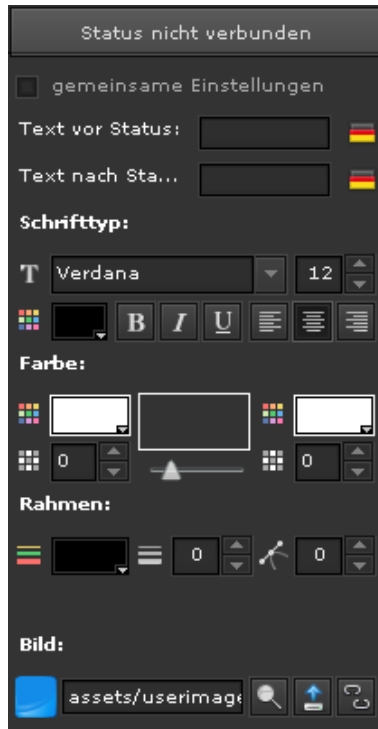 Status nicht verbunden
gemeinsame Einstellungen
Text vor Status:
Text nach Sta...
Schrifttyp:
T Verdana 12
B I U
Farbe:
0 0
Rahmen:
0 0
Bild:
assets/userimage